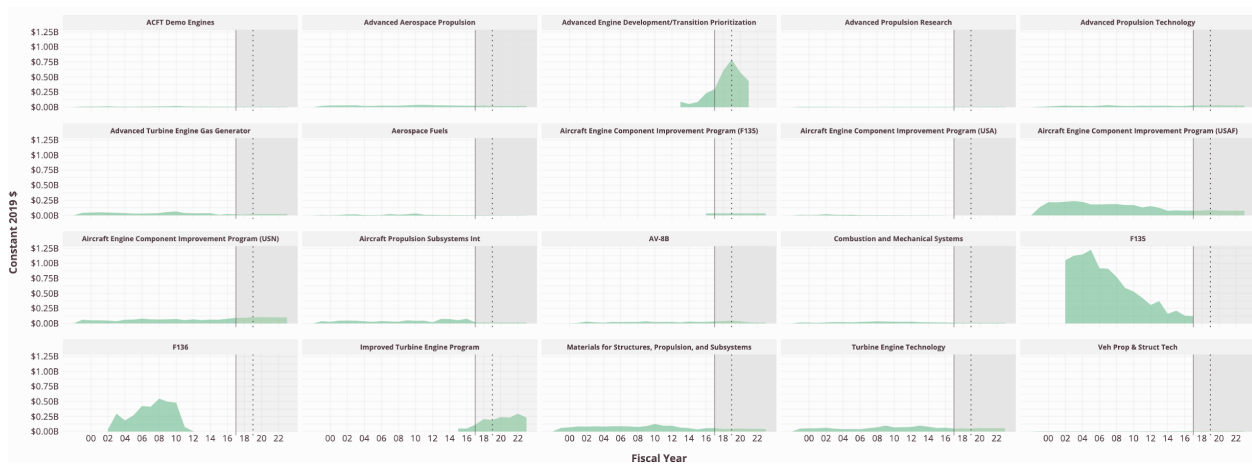 ACFT Demo Engines
Advanced Aerospace Propulsion
Advanced Engine Development/Transition Prioritization
Advanced Propulsion Research
Advanced Propulsion Technology
$1.25B
$1.00B
$0.75B
$0.50B
$0.25B
$0.00B
Advanced Turbine Engine Gas Generator
Aerospace Fuels
Aircraft Engine Component Improvement Program (F135)
Aircraft Engine Component Improvement Program (USA)
Aircraft Engine Component Improvement Program (USAF)
$1.25B
$1.00B
$0.75B
$0.50B
$0.25B
$0.00B
Constant 2019 $
Aircraft Engine Component Improvement Program (USN)
Aircraft Propulsion Subsystems Int
AV-8B
Combustion and Mechanical Systems
F135
$1.25B
$1.00B
$0.75B
$0.50B
$0.25B
$0.00B
F136
Improved Turbine Engine Program
Materials for Structures, Propulsion, and Subsystems
Turbine Engine Technology
Veh Prop & Struct Tech
$1.25B
$1.00B
$0.75B
$0.50B
$0.25B
$0.00B
00 02 04 06 08 10 12 14 16 18 20 22
00 02 04 06 08 10 12 14 16 18 20 22
00 02 04 06 08 10 12 14 16 18 20 22
00 02 04 06 08 10 12 14 16 18 20 22
00 02 04 06 08 10 12 14 16 18 20 22
Fiscal Year